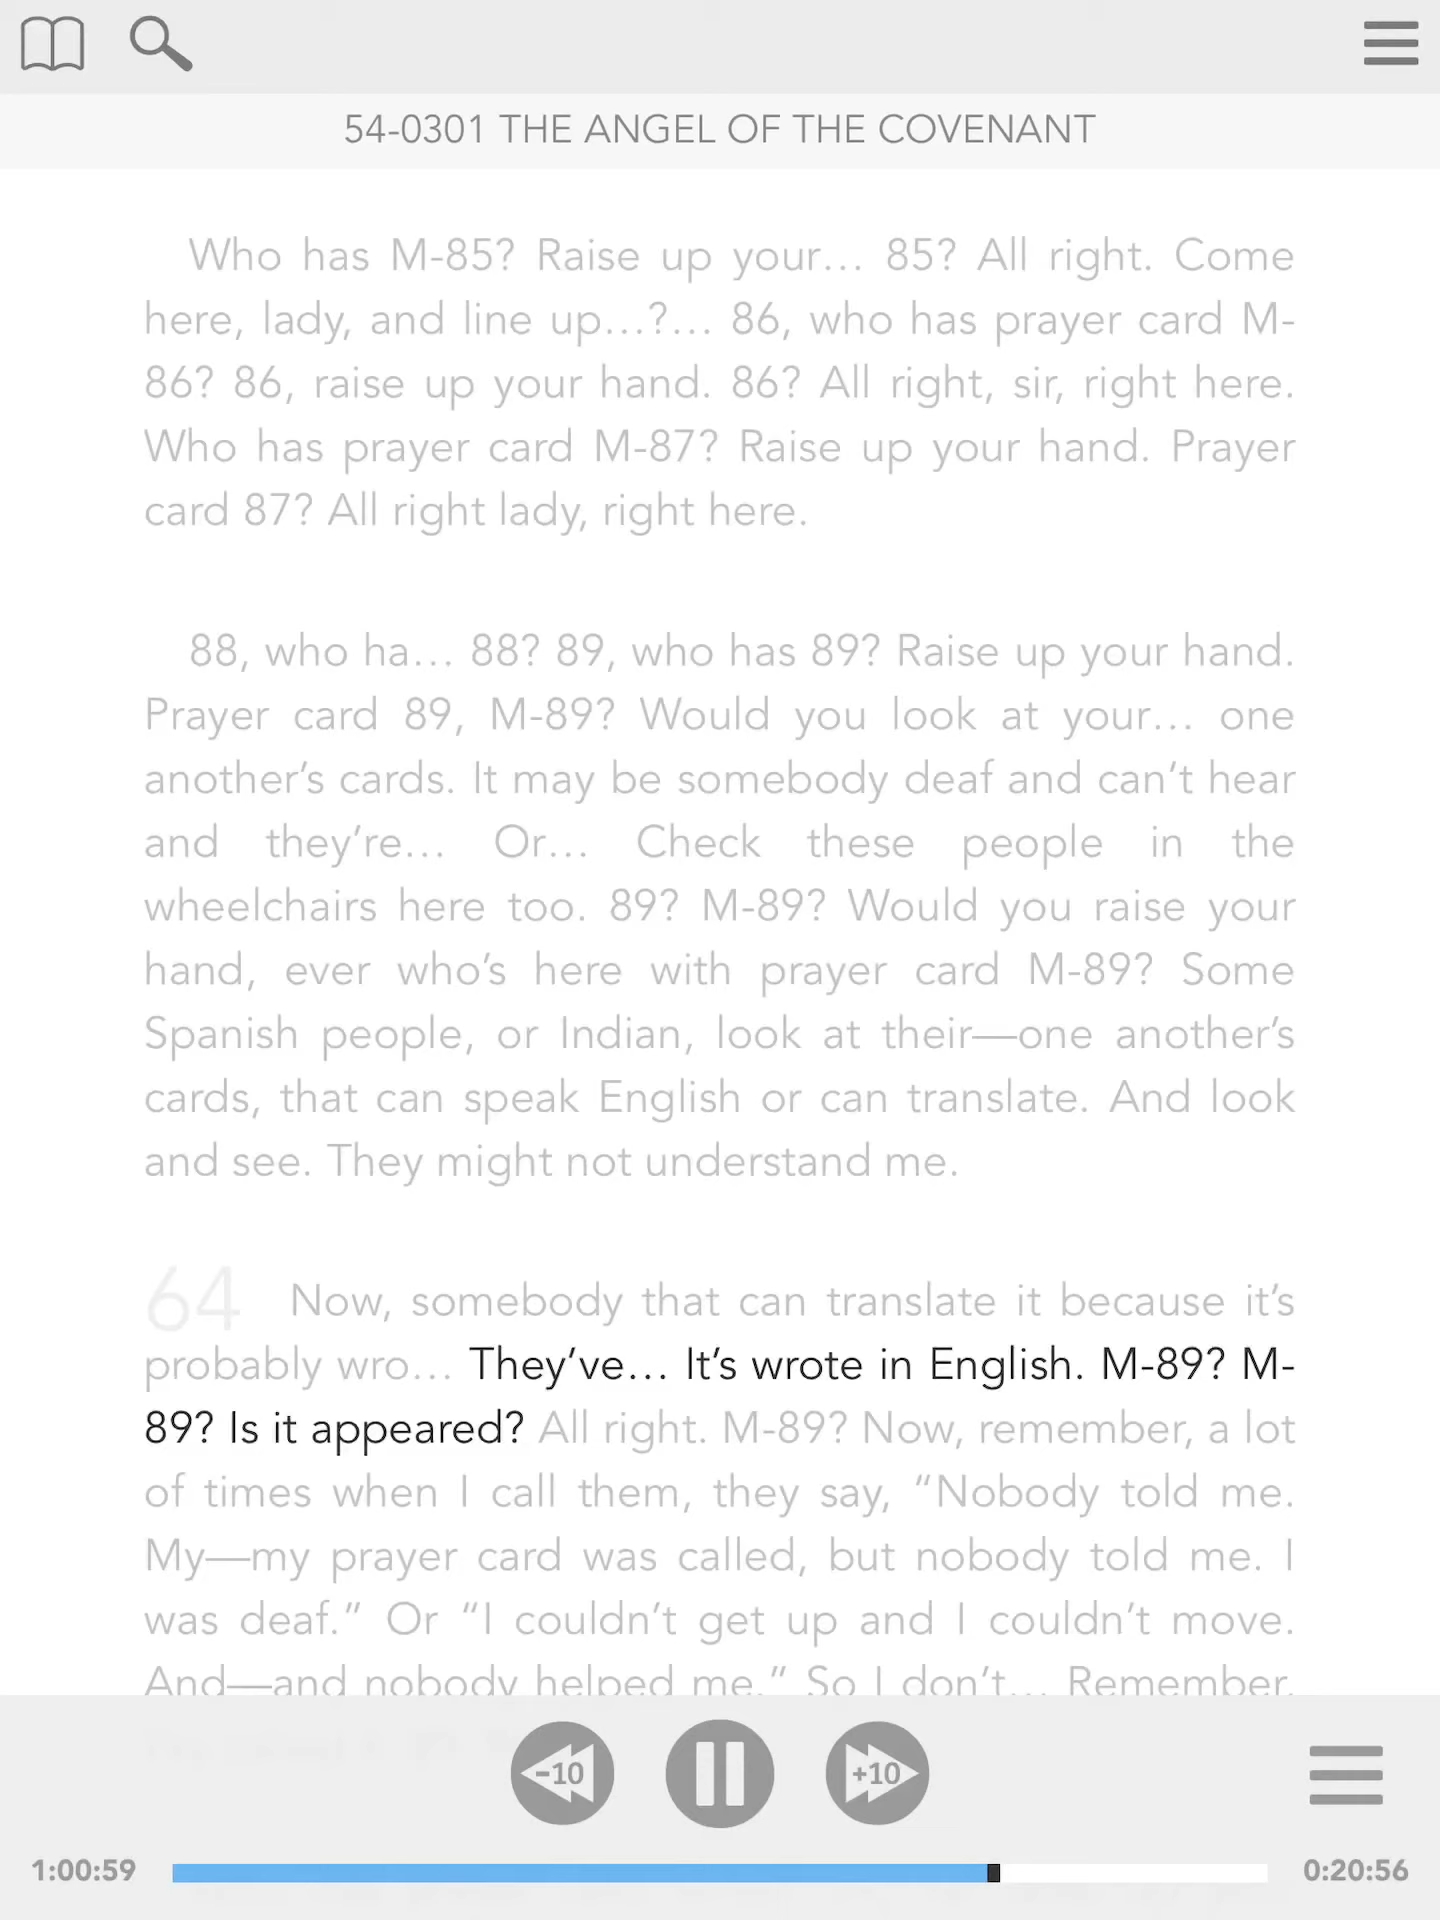 54-0301 THE ANGEL OF THE COVENANT
Who has M-85? Raise up your… 85? All right. Come
here, lady, and line up…?… 86, who has prayer card M-
86? 86, raise up your hand. 86? All right, sir, right here.
Who has prayer card M-87? Raise up your hand. Prayer
card 87? All right lady, right here.
88, who ha… 88? 89, who has 89? Raise up your hand.
Prayer card 89, M-89? Would you look at your… one
another’s cards. It may be somebody deaf and can’t hear
and they’re… Or… Check these people in the
wheelchairs here too. 89? M-89? Would you raise your
hand, ever who’s here with prayer card M-89? Some
Spanish people, or Indian, look at their—one another’s
cards, that can speak English or can translate. And look
and see. They might not understand me.
64 Now, somebody that can translate it because it’s
probably wro… They’ve… It’s wrote in English. M-89? M-
89? Is it appeared? All right. M-89? Now, remember, a lot
of times when I call them, they say, “Nobody told me.
My—my prayer card was called, but nobody told me. I
was deaf.” Or “I couldn’t get up and I couldn’t move.
And—and nobody helped me.” So I don’t… Remember,
-10 +10
1:00:59 0:20:56